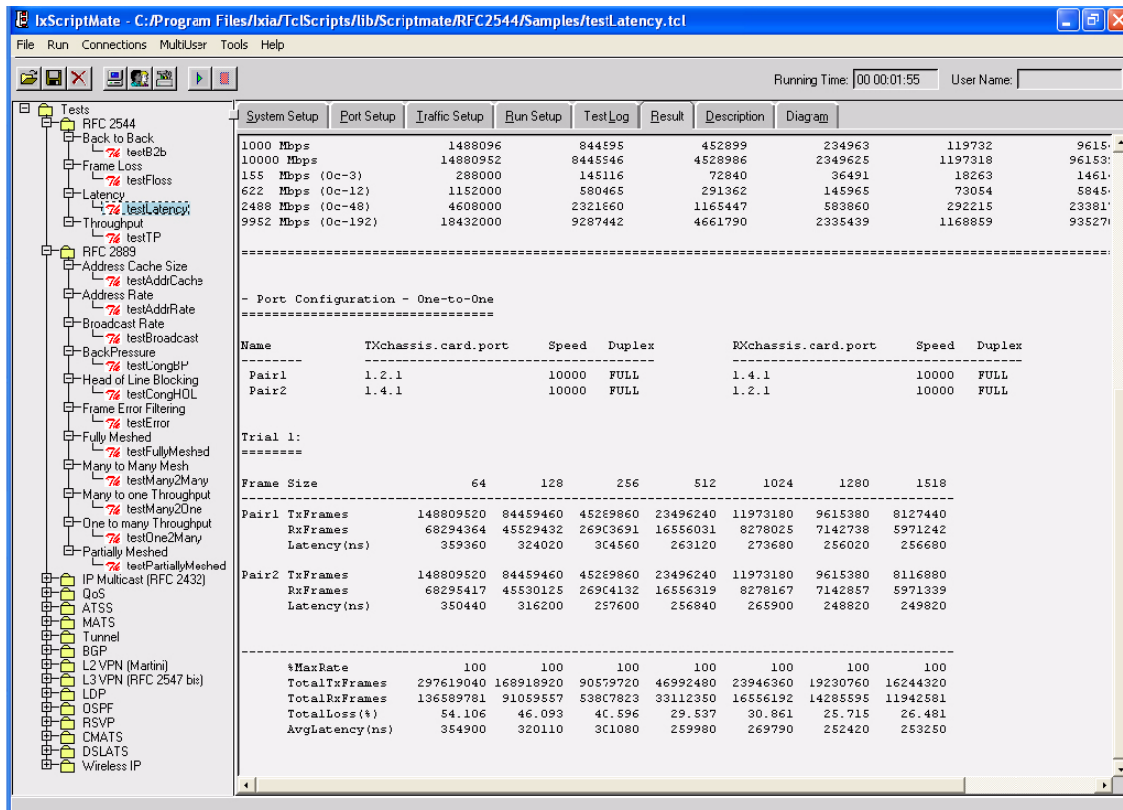 IxScriptMate - C:/Program Files/Ixia/TclScripts/lib/Scriptmate/RFC2544/Samples/testLatency.tcl
File Run Connections MultiUser Tools Help
Running Time: 00 00:01:55 User Name:
Tests
RFC 2544
Back to Back
testB2b
Frame Loss
testFloss
Latency
testLatency
Throughput
testTP
RFC 2889
Address Cache Size
testAddrCache
Address Rate
testAddrRate
Broadcast Rate
testBroadcast
BackPressure
testCongBP
Head of Line Blocking
testCongHOL
Frame Error Filtering
testError
Fully Meshed
testFullyMeshed
Many to Many Mesh
testMany2Many
Many to one Throughput
testMany2One
One to many Throughput
testOne2Many
Partially Meshed
testPartiallyMeshed
IP Multicast (RFC 2432)
QoS
ATSS
MATS
Tunnel
BGP
L2 VPN (Martini)
L3 VPN (RFC 2547 bis)
LDP
OSPF
RSVP
CMATS
DSLATS
Wireless IP
System Setup Port Setup Traffic Setup Run Setup Test Log Result Description Diagram
1000 Mbps 1488096 844595 452899 234963 119732 9615
10000 Mbps 14880952 8445946 4528986 2349625 1197318 96153
155 Mbps (Oc-3) 288000 145116 72840 36491 18263 1461
622 Mbps (Oc-12) 1152000 580465 291362 145965 73054 5845
2488 Mbps (Oc-48) 4608000 2321860 1165447 583860 292215 23381
9952 Mbps (Oc-192) 18432000 9287442 4661790 2335439 1168859 93527
- Port Configuration - One-to-One
Name TXchassis.card.port Speed Duplex RXchassis.card.port Speed Duplex
Pair1 1.2.1 10000 FULL 1.4.1 10000 FULL
Pair2 1.4.1 10000 FULL 1.2.1 10000 FULL
Trial 1:
Frame Size 64 128 256 512 1024 1280 1518
Pair1 TxFrames 148809520 84459460 45289860 23496240 11973180 9615380 8127440
RxFrames 68294364 45529432 26903691 16556031 8278025 7142738 5971242
Latency(ns) 359360 324020 304560 263120 273680 256020 256680
Pair2 TxFrames 148809520 84459460 45289860 23496240 11973180 9615380 8116880
RxFrames 68295417 45530125 26904132 16556319 8278167 7142857 5971339
Latency(ns) 350440 316200 297600 256840 265900 248820 249820
%MaxRate 100 100 100 100 100 100 100
TotalTxFrames 297619040 168918920 90579720 46992480 23946360 19230760 16244320
TotalRxFrames 136589781 91059557 53807823 33112350 16556192 14285595 11942581
TotalLoss(%) 54.106 46.093 40.596 29.537 30.861 25.715 26.481
AvgLatency(ns) 354900 320110 301080 259980 269790 252420 253250